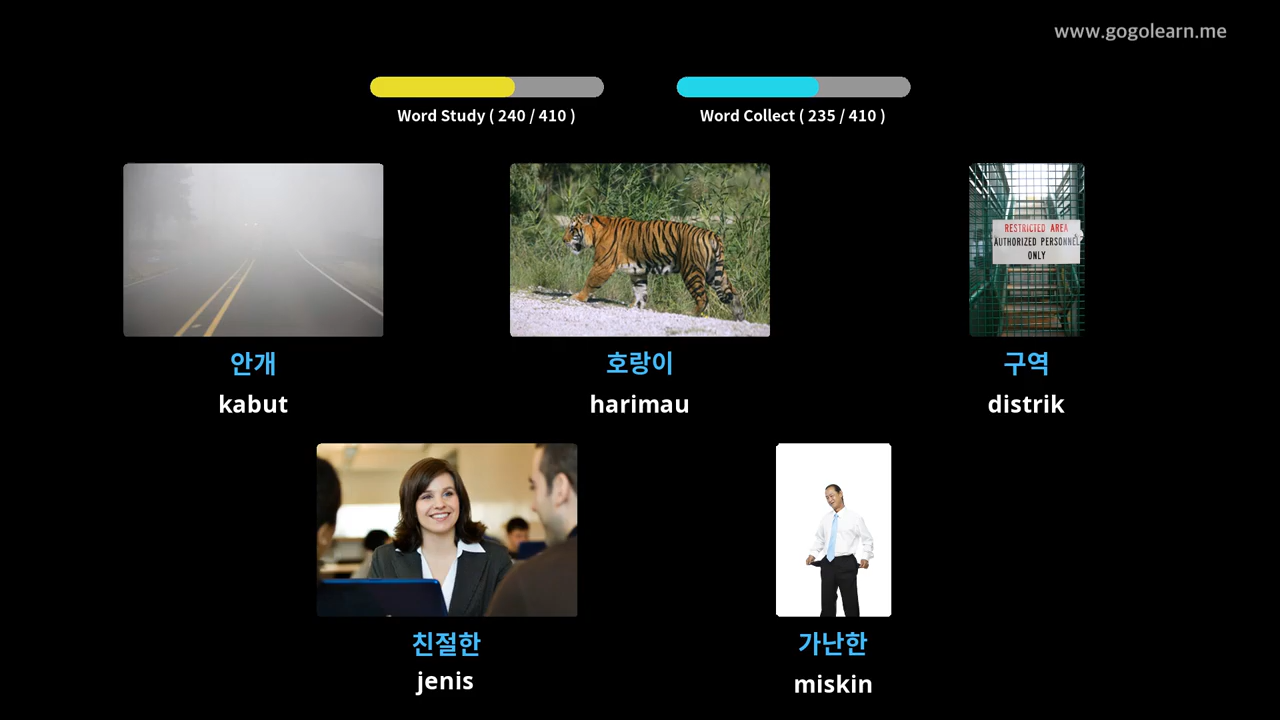 www.gogolearn.me
Word Study ( 240 / 410 )
Word Collect ( 235 / 410 )
RESTRICTED AREA
AUTHORIZED PERSONNEL
ONLY
안개
호랑이
구역
kabut
harimau
distrik
친절한
가난한
jenis
miskin